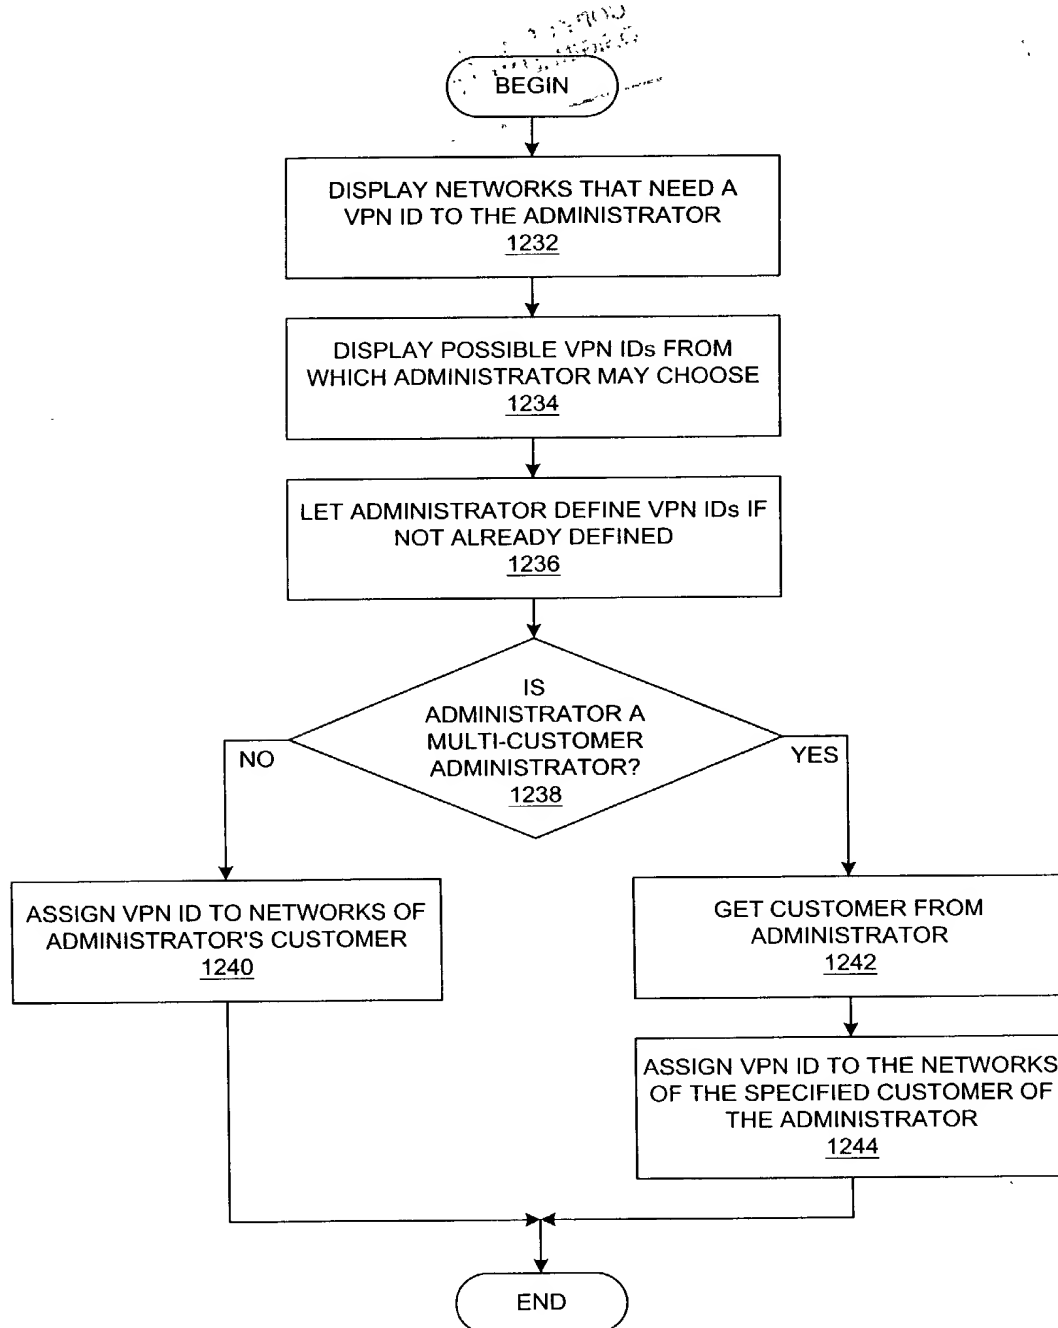 BEGIN
DISPLAY NETWORKS THAT NEED A
VPN ID TO THE ADMINISTRATOR
1232
DISPLAY POSSIBLE VPN IDs FROM
WHICH ADMINISTRATOR MAY CHOOSE
1234
LET ADMINISTRATOR DEFINE VPN IDs IF
NOT ALREADY DEFINED
1236
IS
ADMINISTRATOR A
MULTI-CUSTOMER
ADMINISTRATOR?
1238
NO
YES
ASSIGN VPN ID TO NETWORKS OF
ADMINISTRATOR'S CUSTOMER
1240
GET CUSTOMER FROM
ADMINISTRATOR
1242
ASSIGN VPN ID TO THE NETWORKS
OF THE SPECIFIED CUSTOMER OF
THE ADMINISTRATOR
1244
END